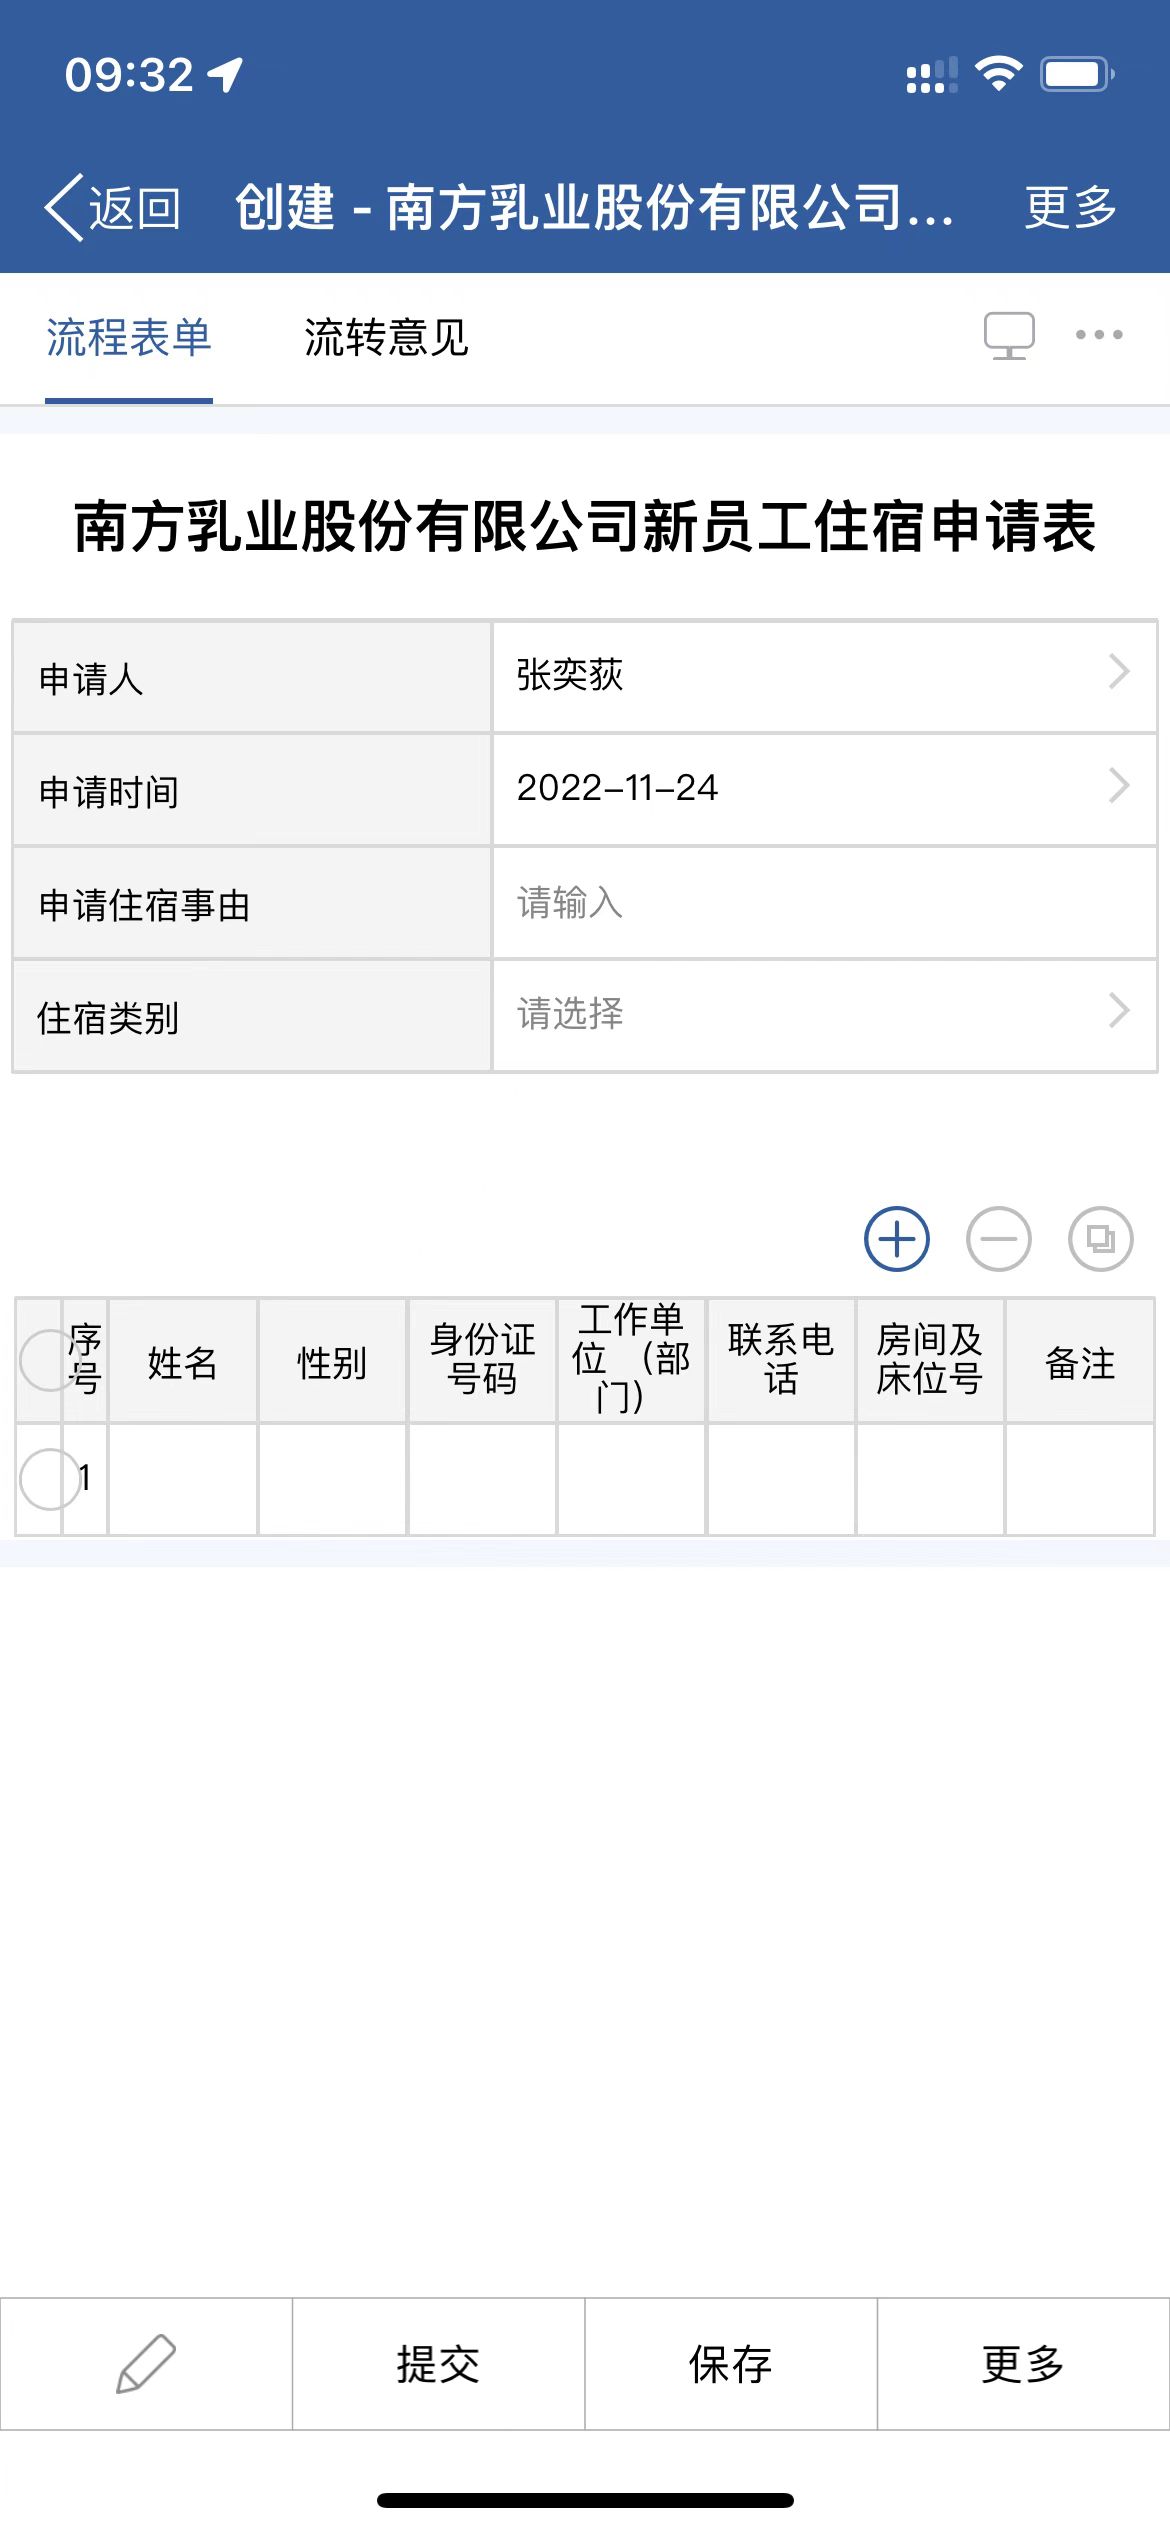 09:32
返回 创建 - 南方乳业股份有限公司... 更多
流程表单 流转意见
南方乳业股份有限公司新员工住宿申请表
申请人 张奕荻
申请时间 2022-11-24
申请住宿事由 请输入
住宿类别 请选择
序号 姓名 性别 身份证号码 工作单位 (部门) 联系电话 房间及床位号 备注
1
提交 保存 更多